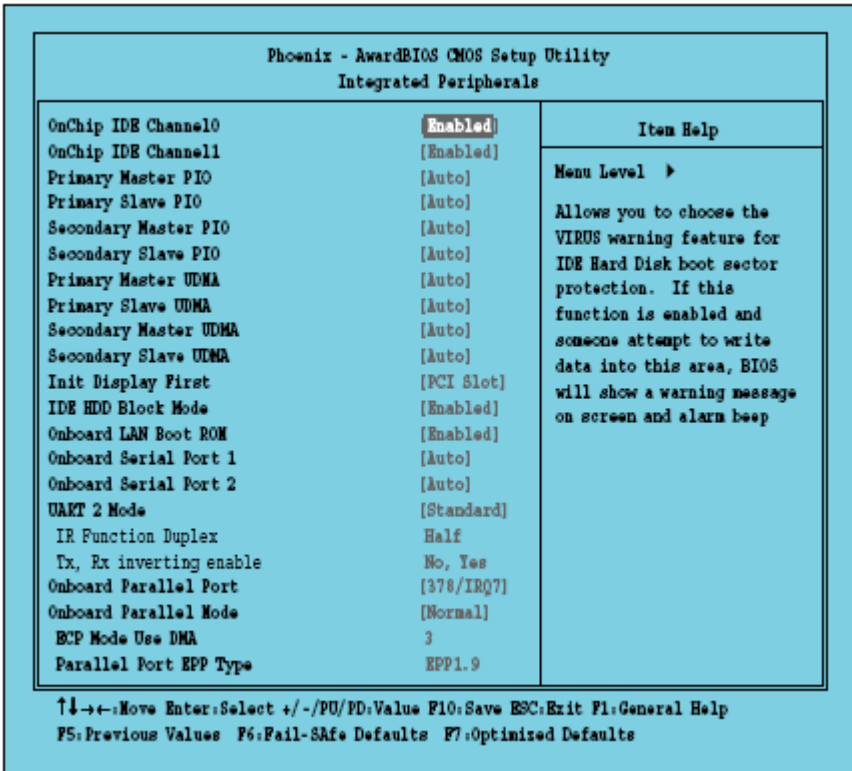 Phoenix - AwardBIOS CMOS Setup Utility
Integrated Peripherals
OnChip IDE Channel0 [Enabled]
OnChip IDE Channel1 [Enabled]
Primary Master PIO [Auto]
Primary Slave PIO [Auto]
Secondary Master PIO [Auto]
Secondary Slave PIO [Auto]
Primary Master UDMA [Auto]
Primary Slave UDMA [Auto]
Secondary Master UDMA [Auto]
Secondary Slave UDMA [Auto]
Init Display First [PCI Slot]
IDE HDD Block Mode [Enabled]
Onboard LAN Boot ROM [Enabled]
Onboard Serial Port 1 [Auto]
Onboard Serial Port 2 [Auto]
UART 2 Mode [Standard]
IR Function Duplex Half
Tx, Rx inverting enable No, Yes
Onboard Parallel Port [378/IRQ7]
Onboard Parallel Mode [Normal]
ECP Mode Use DMA 3
Parallel Port EPP Type EPP1.9
Item Help
Menu Level ▶
Allows you to choose the
VIRUS warning feature for
IDE Hard Disk boot sector
protection. If this
function is enabled and
someone attempt to write
data into this area, BIOS
will show a warning message
on screen and alarm beep
↑↓→←:Move Enter:Select +/-/PU/PD:Value F10:Save ESC:Exit F1:General Help
F5:Previous Values F6:Fail-SAfe Defaults F7:Optimized Defaults